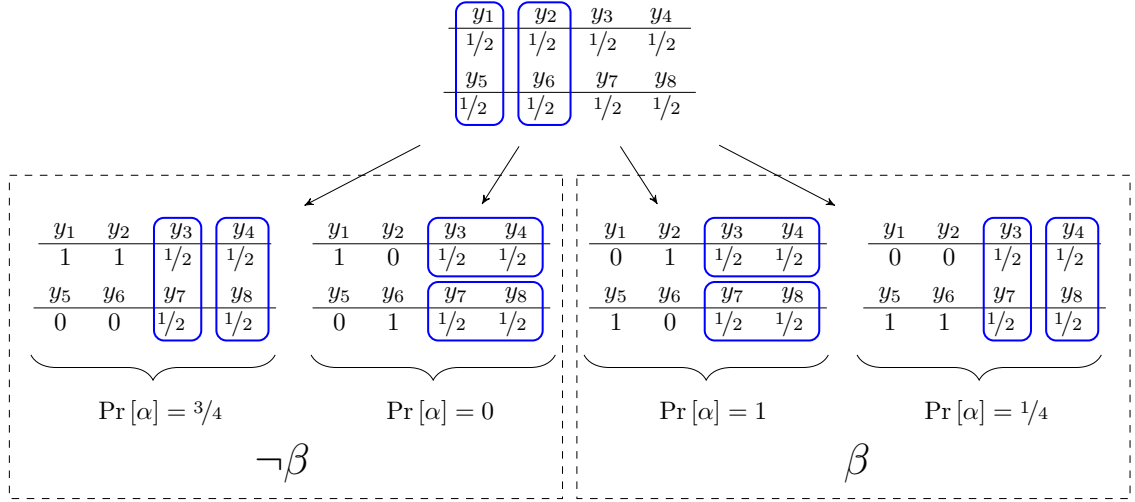 y1 y2 y3 y4
1/2 1/2 1/2 1/2
y5 y6 y7 y8
1/2 1/2 1/2 1/2
y1 y2 y3 y4
1 1 1/2 1/2
y5 y6 y7 y8
0 0 1/2 1/2
Pr [α] = 3/4
y1 y2 y3 y4
1 0 1/2 1/2
y5 y6 y7 y8
0 1 1/2 1/2
Pr [α] = 0
¬β
y1 y2 y3 y4
0 1 1/2 1/2
y5 y6 y7 y8
1 0 1/2 1/2
Pr [α] = 1
y1 y2 y3 y4
0 0 1/2 1/2
y5 y6 y7 y8
1 1 1/2 1/2
Pr [α] = 1/4
β